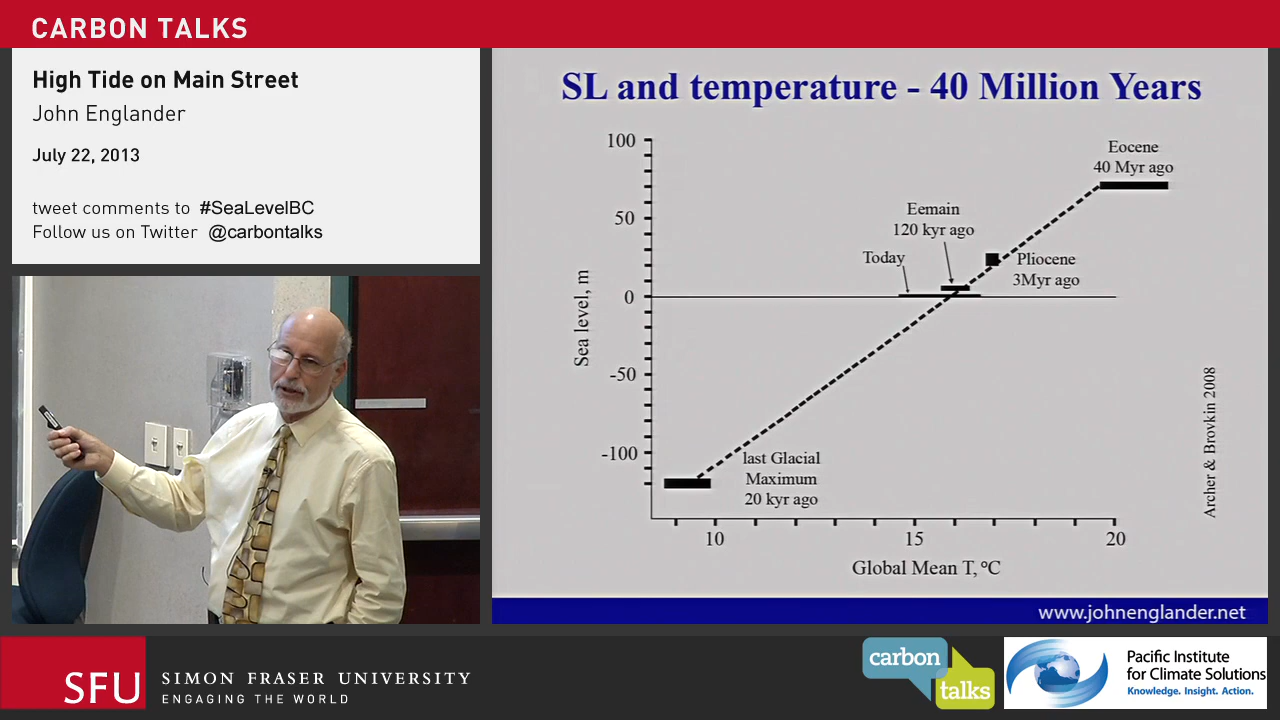 CARBON TALKS
High Tide on Main Street
John Englander
July 22, 2013
tweet comments to #SeaLevelBC
Follow us on Twitter @carbontalks
SL and temperature - 40 Million Years
100
50
0
-50
-100
Sea level, m
Eocene
40 Myr ago
Eemain
120 kyr ago
Today
Pliocene
3Myr ago
last Glacial
Maximum
20 kyr ago
10
15
20
Global Mean T, ºC
Archer & Brovkin 2008
www.johnenglander.net
SFU
SIMON FRASER UNIVERSITY
ENGAGING THE WORLD
carbon
talks
Pacific Institute
for Climate Solutions
Knowledge. Insight. Action.